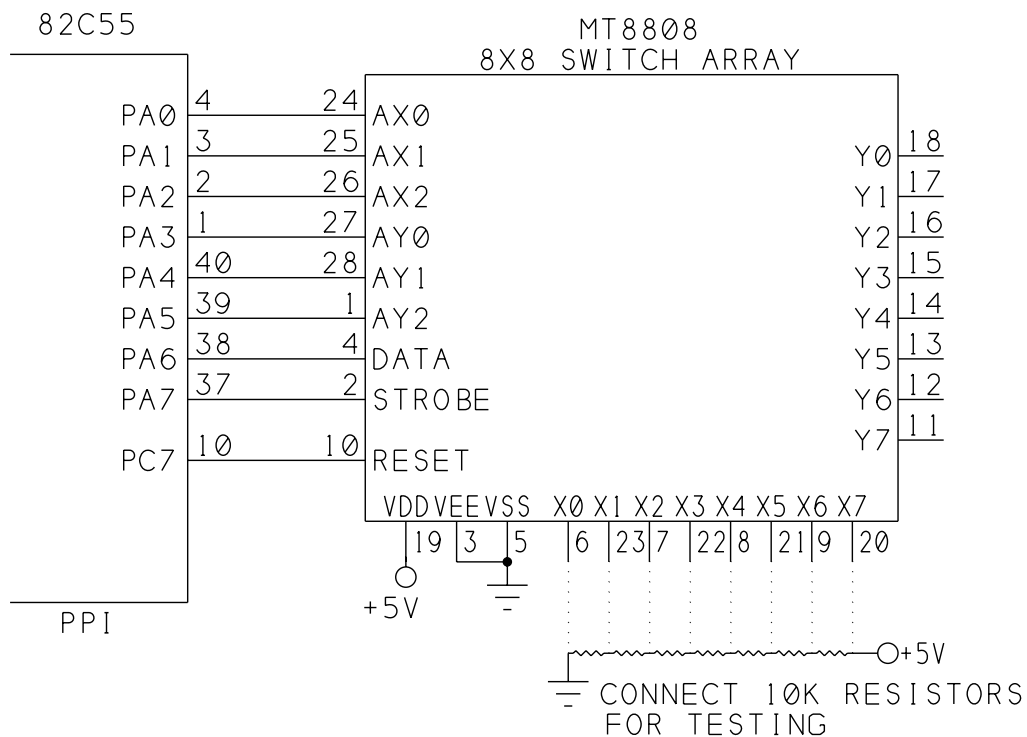 82C55
MT8808
8X8 SWITCH ARRAY
PA0 4 24 AX0
PA1 3 25 AX1
Y0 18
PA2 2 26 AX2
Y1 17
PA3 1 27 AY0
Y2 16
PA4 40 28 AY1
Y3 15
PA5 39 1 AY2
Y4 14
PA6 38 4 DATA
Y5 13
PA7 37 2 STROBE
Y6 12
Y7 11
PC7 10 10 RESET
VDD VEE VSS X0 X1 X2 X3 X4 X5 X6 X7
19 3 5 6 23 7 22 8 21 9 20
+5V
PPI
+5V
CONNECT 10K RESISTORS
FOR TESTING